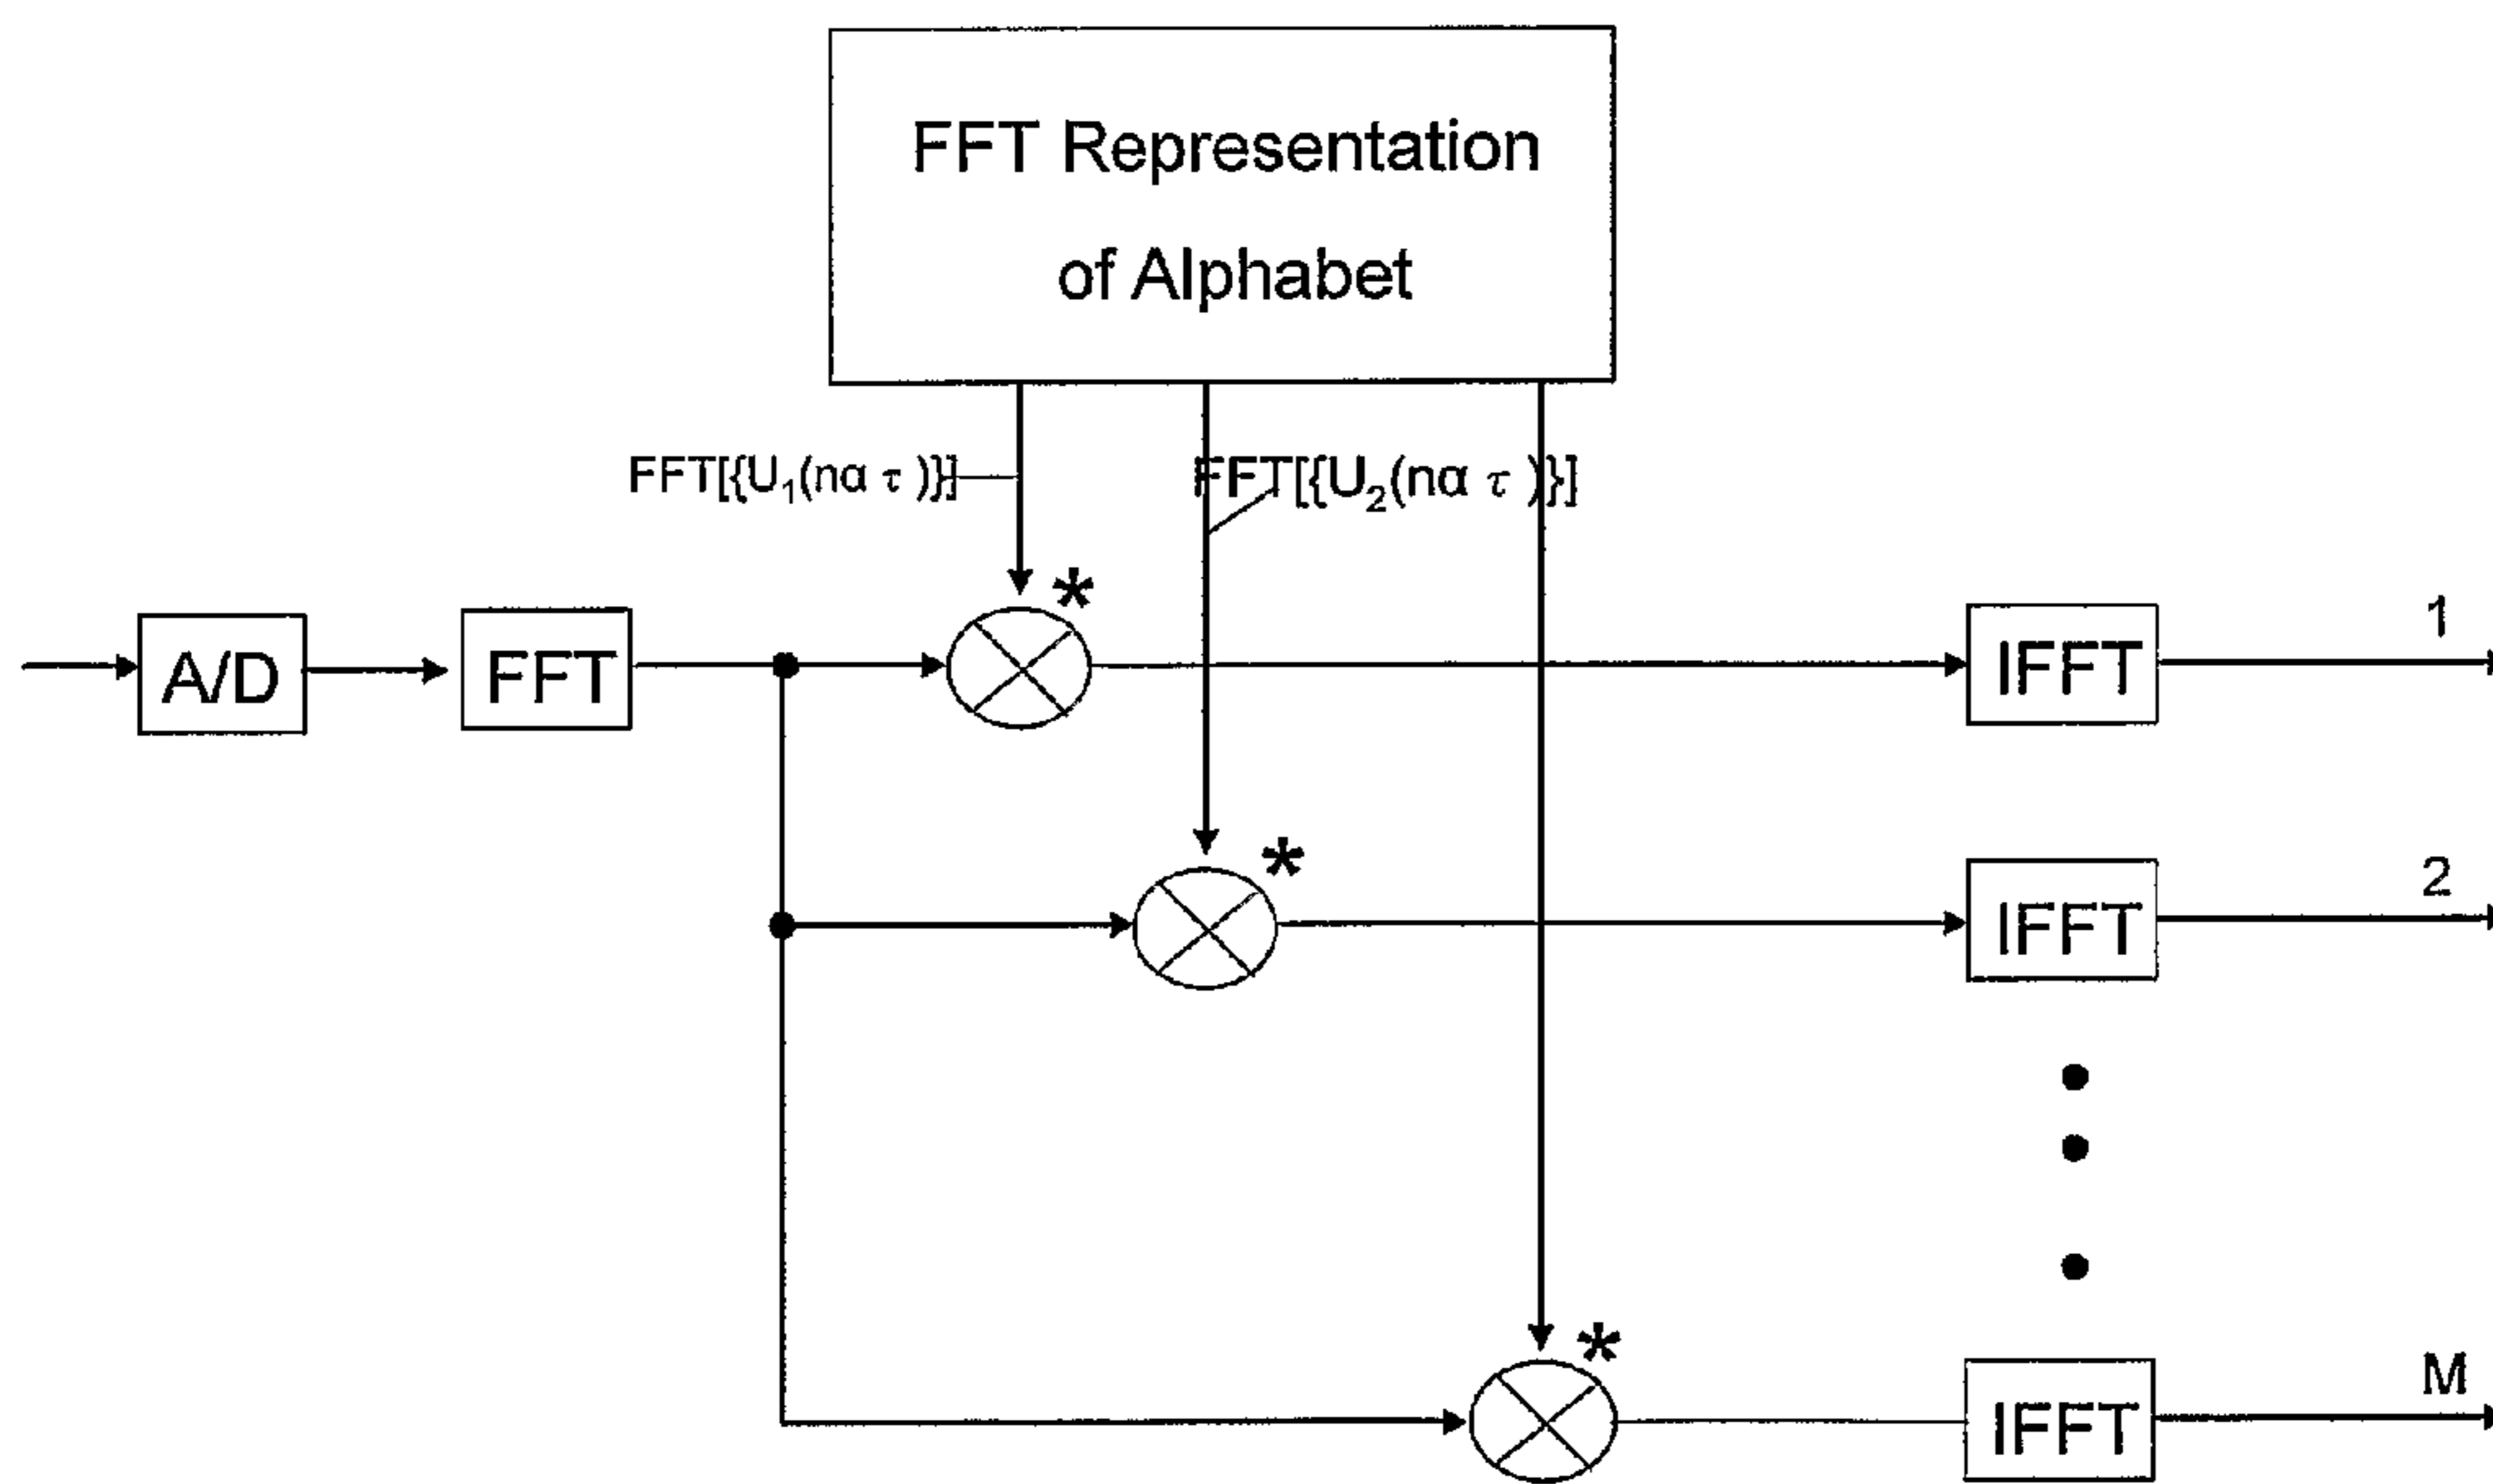 FFT Representation
of Alphabet
FFT[{U₁(nα τ)}]
FFT[{U₂(nα τ)}]
*
1
A/D
FFT
IFFT
*
2
IFFT
*
M
IFFT